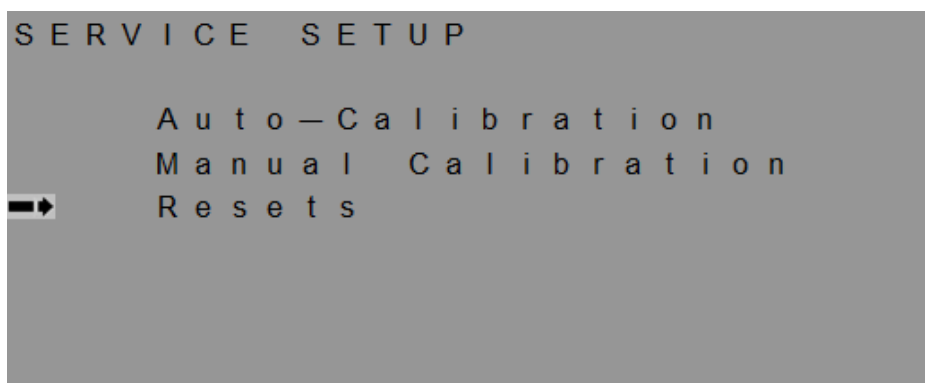 SERVICE SETUP
Auto—Calibration
Manual Calibration
Resets